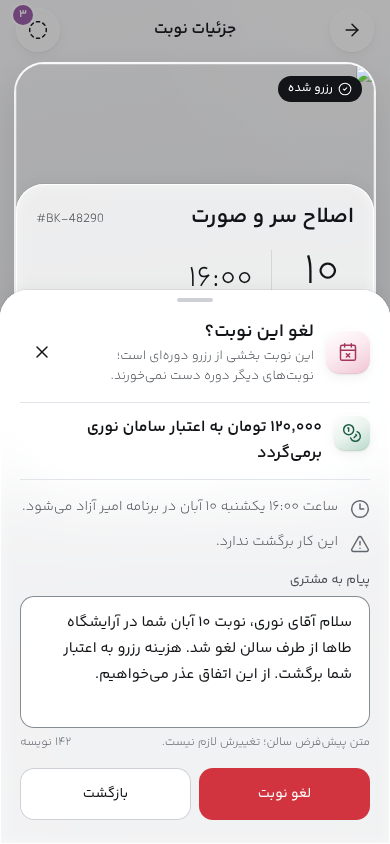 جزئیات نوبت
۳
رزرو شده
اصلاح سر و صورت
#BK-48290
۱۰
۱۶:۰۰
لغو این نوبت؟
این نوبت بخشی از رزرو دوره‌ای است؛
نوبت‌های دیگر دوره دست نمی‌خورند.
۱۲۰٬۰۰۰ تومان به اعتبار سامان نوری
برمی‌گردد
ساعت ۱۶:۰۰ یکشنبه ۱۰ آبان در برنامه امیر آزاد می‌شود.
این کار برگشت ندارد.
پیام به مشتری
سلام آقای نوری، نوبت ۱۰ آبان شما در آرایشگاه
طاها از طرف سالن لغو شد. هزینه رزرو به اعتبار
شما برگشت. از این اتفاق عذر می‌خواهیم.
متن پیش‌فرض سالن؛ تغییرش لازم نیست.
۱۴۲ نویسه
لغو نوبت
بازگشت